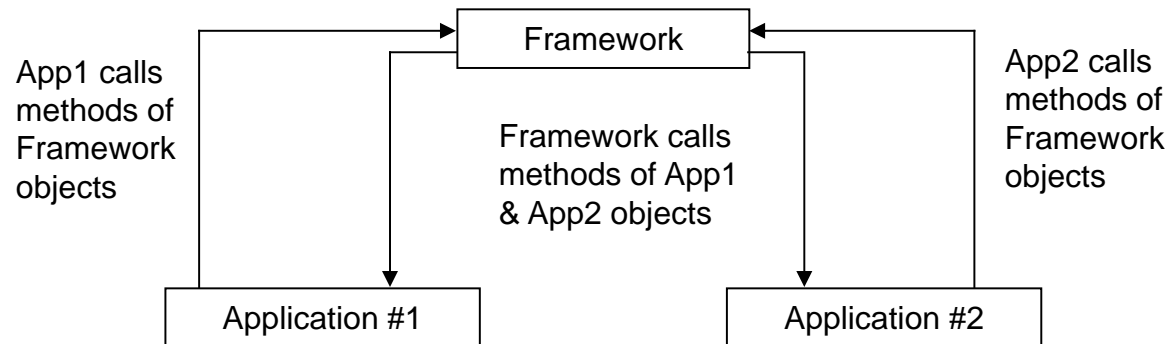 Framework
App1 calls
methods of
Framework
objects
Framework calls
methods of App1
& App2 objects
App2 calls
methods of
Framework
objects
Application #1
Application #2